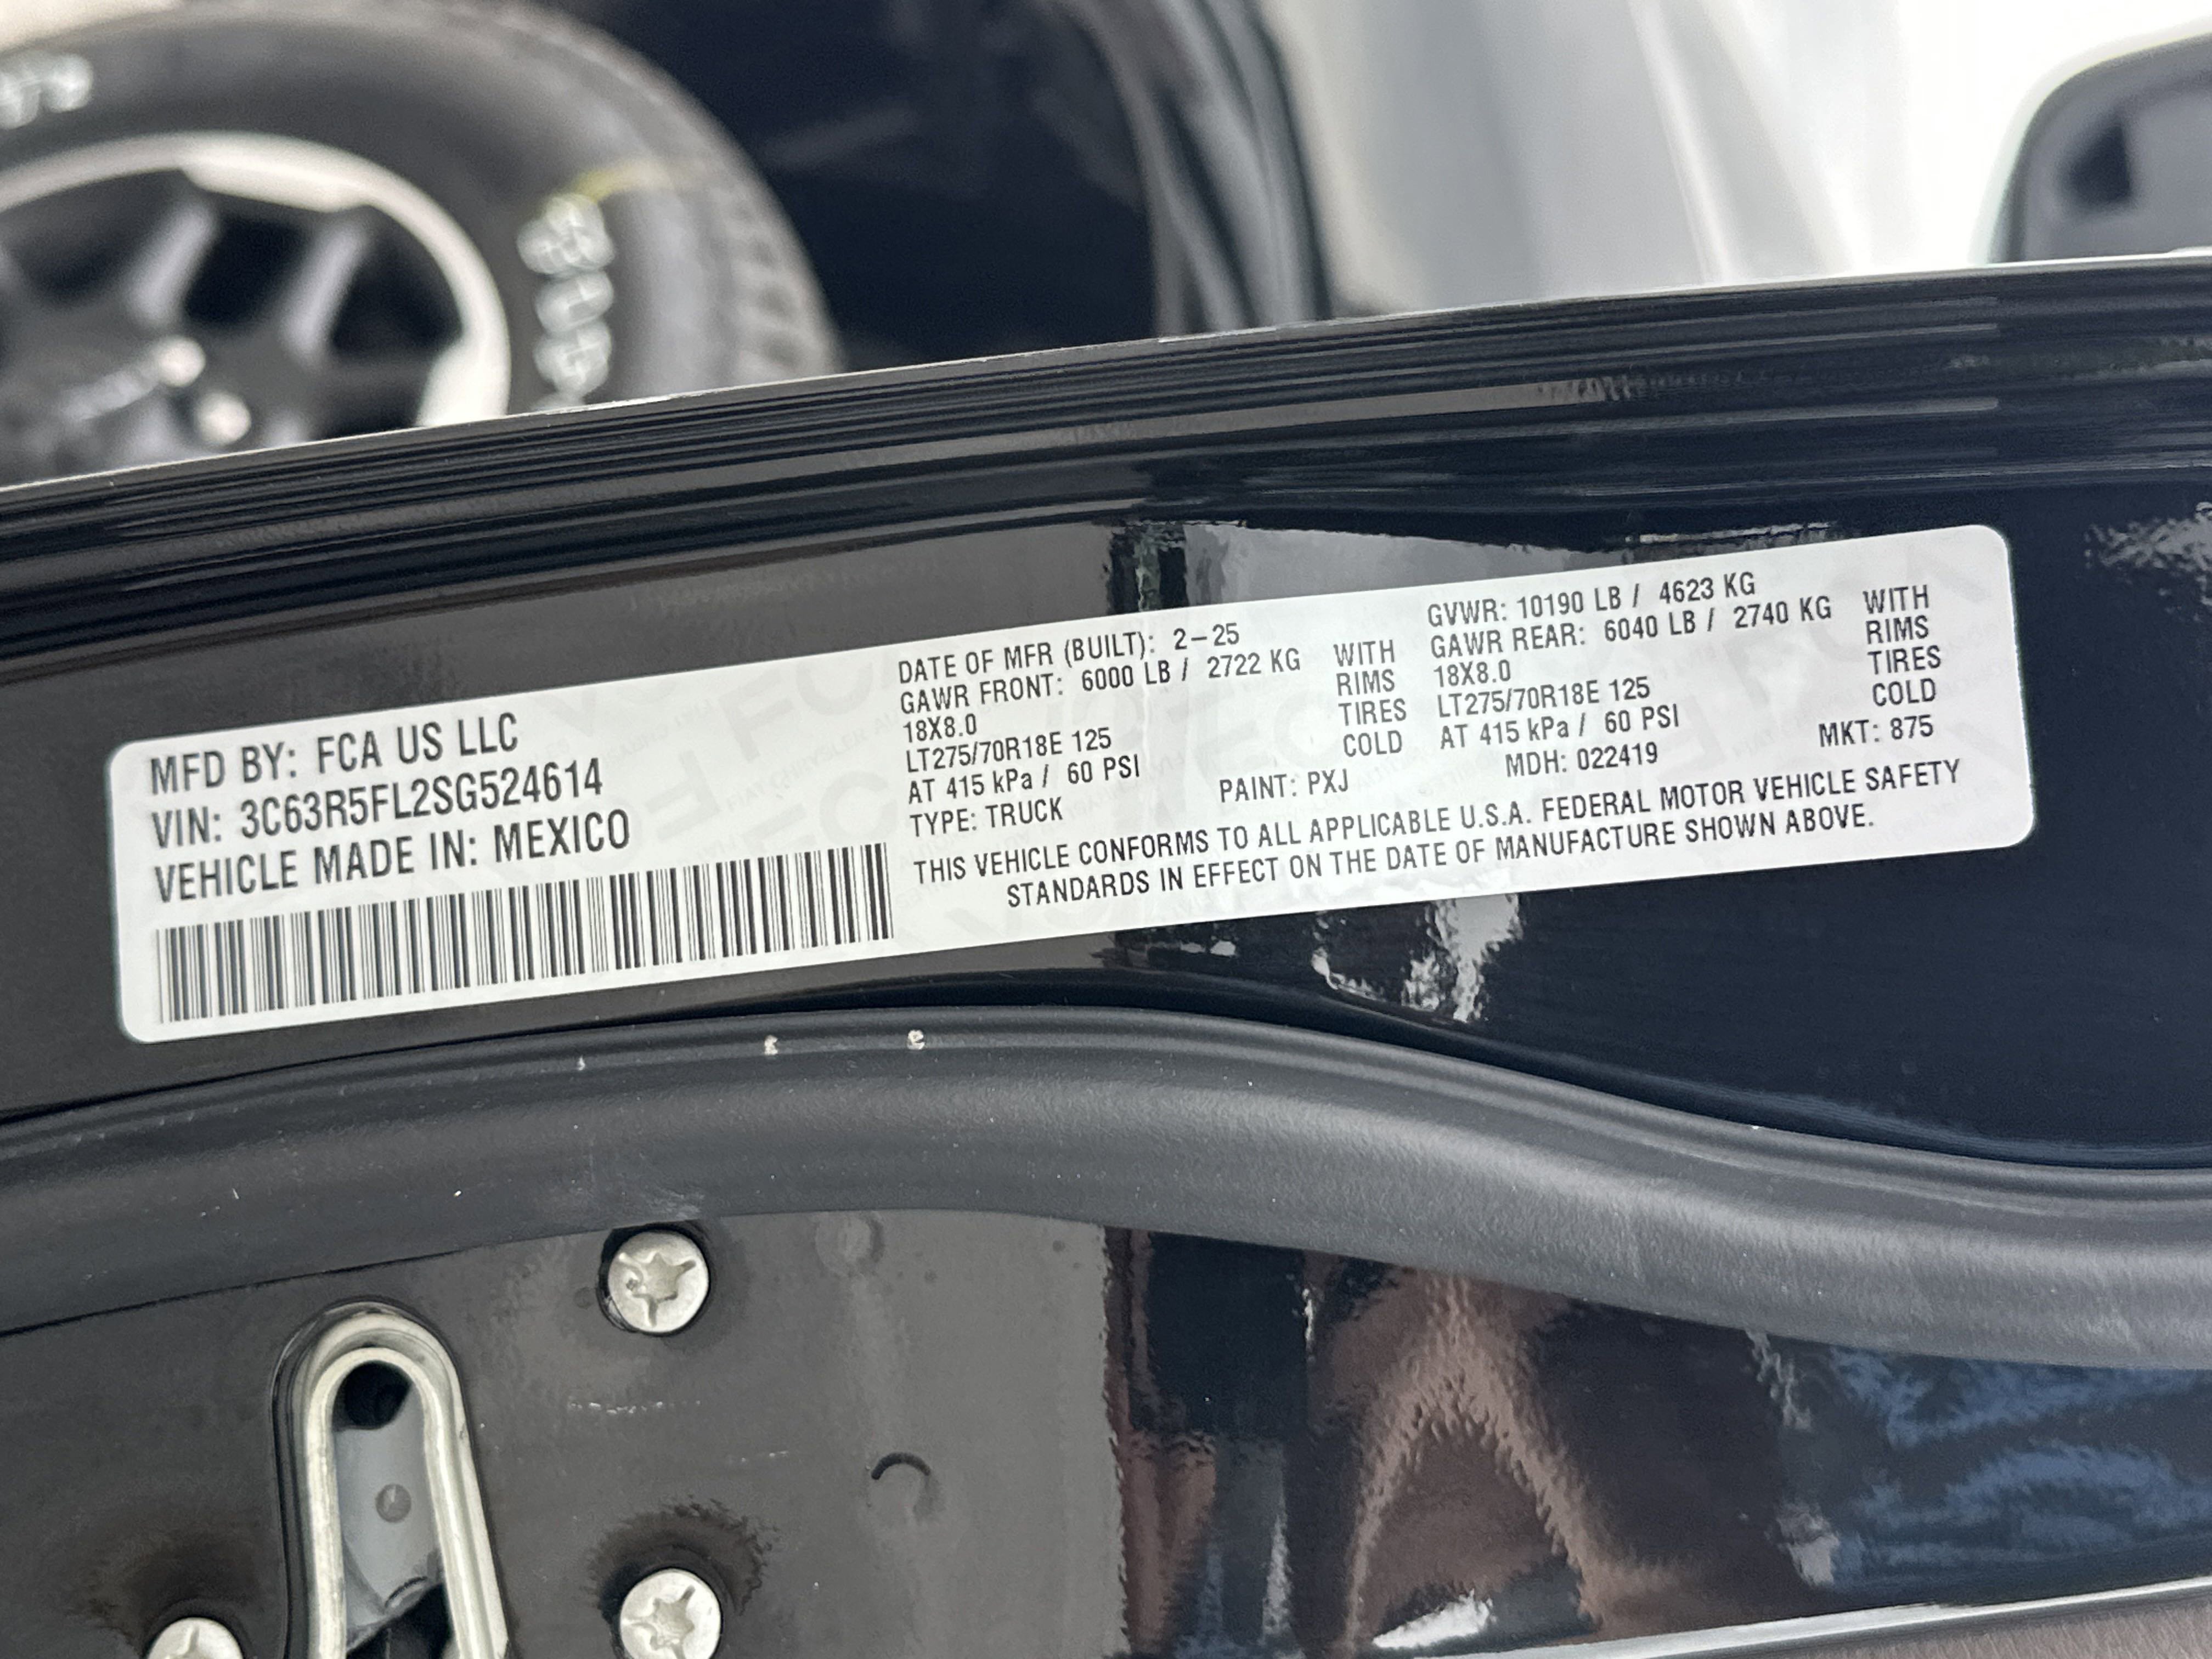 MFD BY: FCA US LLC
VIN: 3C63R5FL2SG524614
VEHICLE MADE IN: MEXICO
DATE OF MFR (BUILT): 2-25
GAWR FRONT: 6000 LB / 2722 KG WITH
18X8.0 RIMS
LT275/70R18E 125 TIRES
AT 415 kPa / 60 PSI COLD
GVWR: 10190 LB / 4623 KG
GAWR REAR: 6040 LB / 2740 KG WITH
18X8.0 RIMS
LT275/70R18E 125 TIRES
AT 415 kPa / 60 PSI COLD
TYPE: TRUCK PAINT: PXJ MDH: 022419 MKT: 875
THIS VEHICLE CONFORMS TO ALL APPLICABLE U.S.A. FEDERAL MOTOR VEHICLE SAFETY
STANDARDS IN EFFECT ON THE DATE OF MANUFACTURE SHOWN ABOVE.